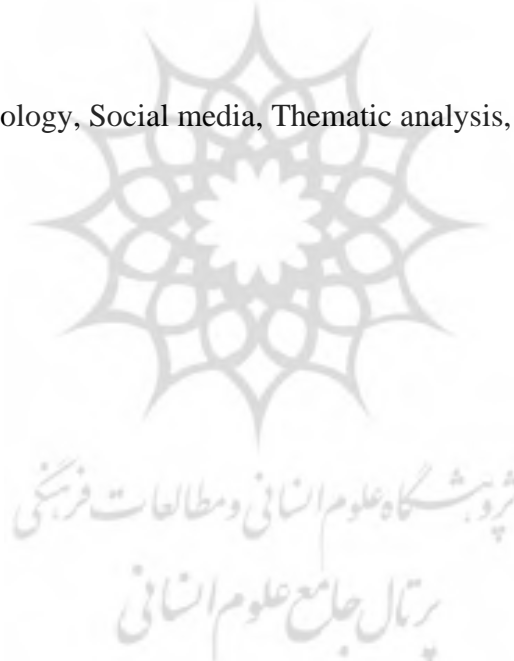 ology, Social media, Thematic analysis,
پژوهشگاه علوم انسانی و مطالعات فرهنگی
پرتال جامع علوم انسانی